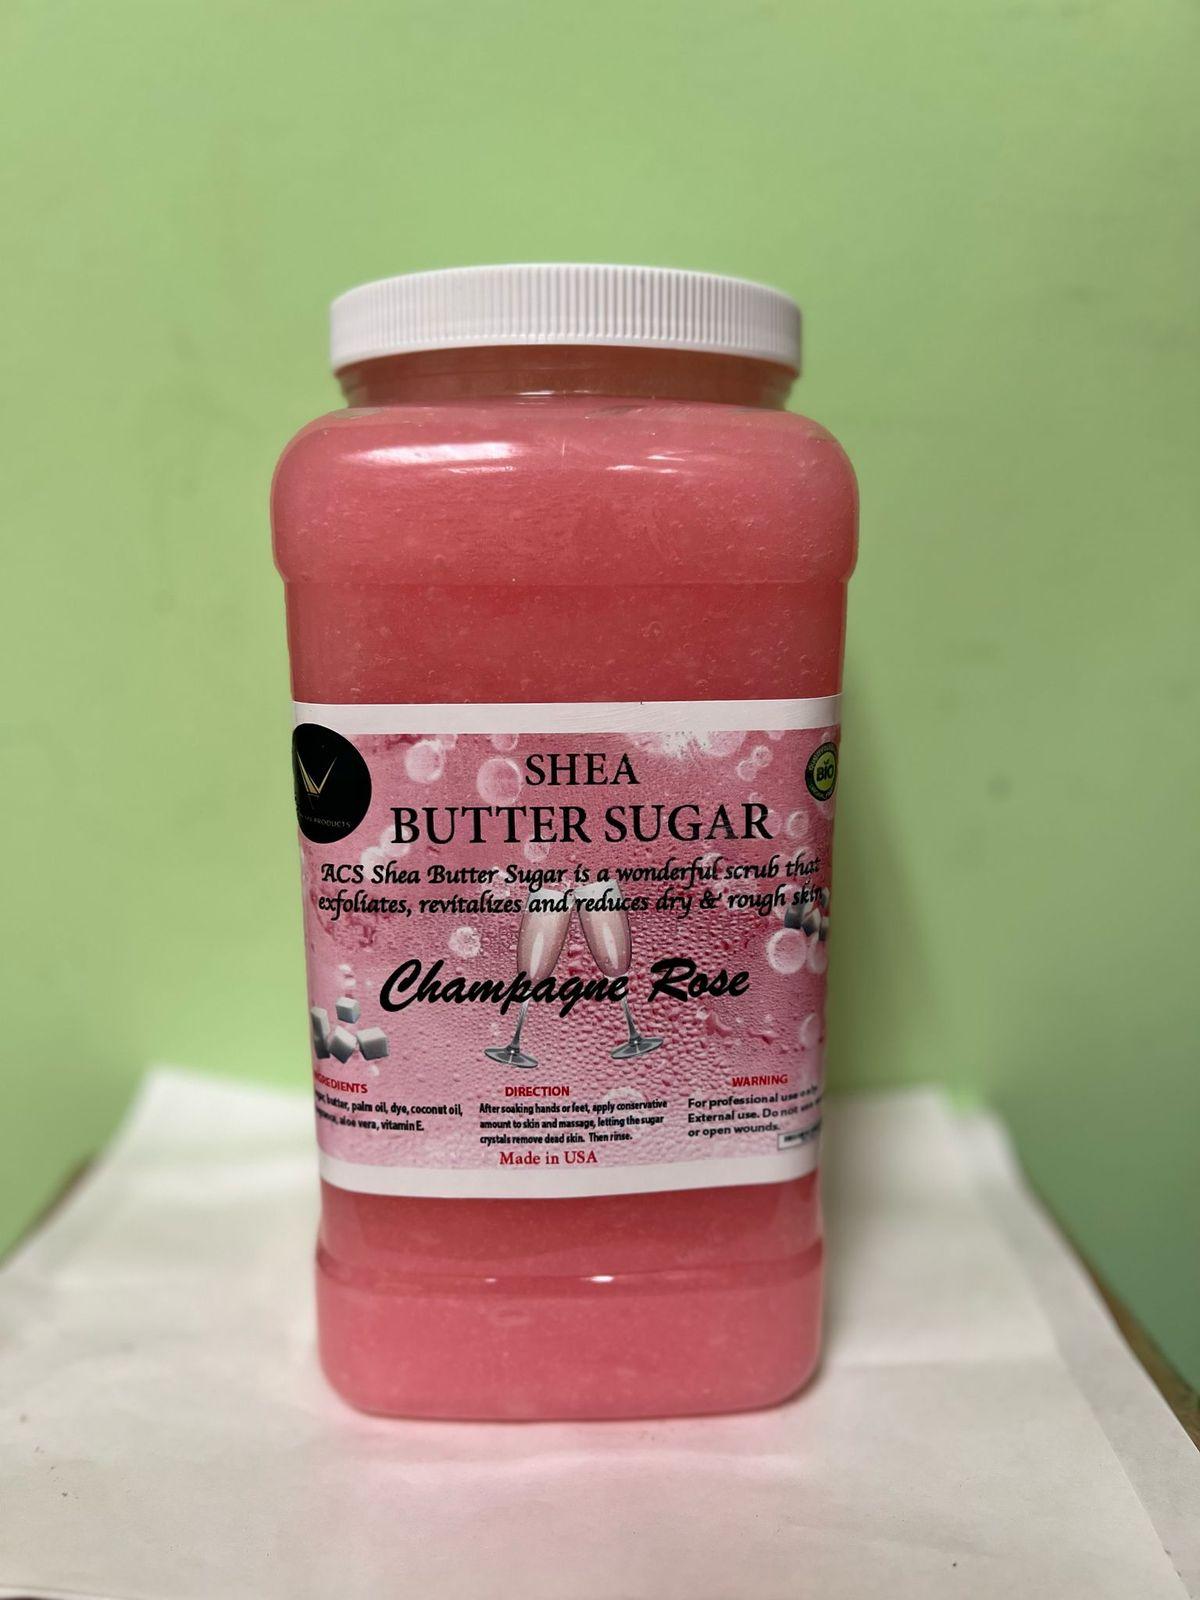 SHEA
BUTTER SUGAR
BIO
PRODUCTS
ACS Shea Butter Sugar is a wonderful scrub that
exfoliates, revitalizes and reduces dry & rough skin
Champagne Rose
butter, palm oil, dye, coconut oil,
aloe vera, vitamin E.
DIRECTION
After soaking hands or feet, apply conservative
amount to skin and massage, letting the sugar
crystals remove dead skin. Then rinse.
Made in USA
WARNING
For professional use only
External use. Do not
or open wounds.